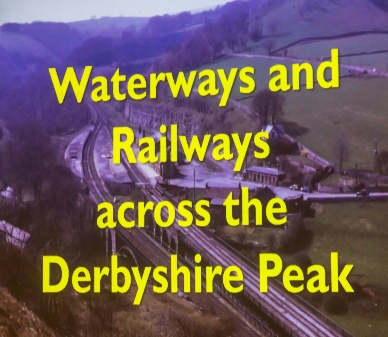 Waterways and
Railways
across the
Derbyshire Peak